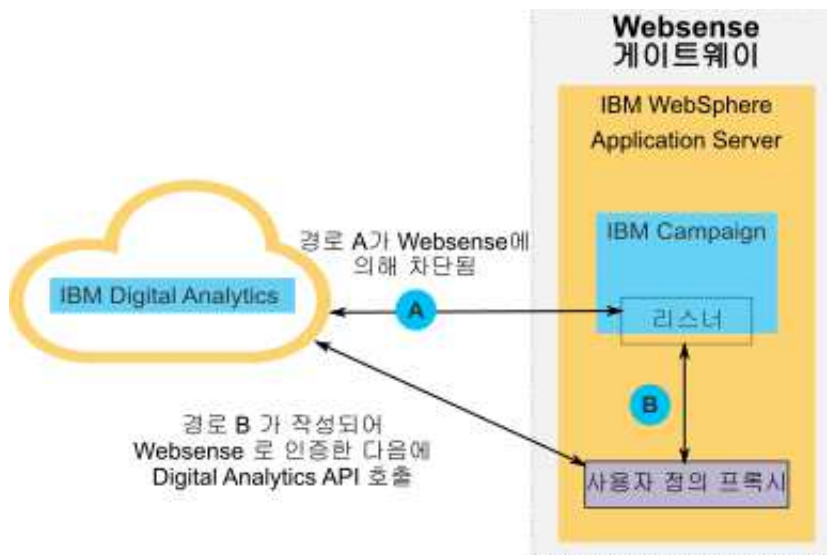 Websense
게이트웨이
IBM WebSphere
Application Server
IBM Campaign
리스너
경로 A가 Websense에
의해 차단됨
IBM Digital Analytics
A
B
경로 B 가 작성되어
Websense 로 인증한 다음에
Digital Analytics API 호출
사용자 점의 프록시